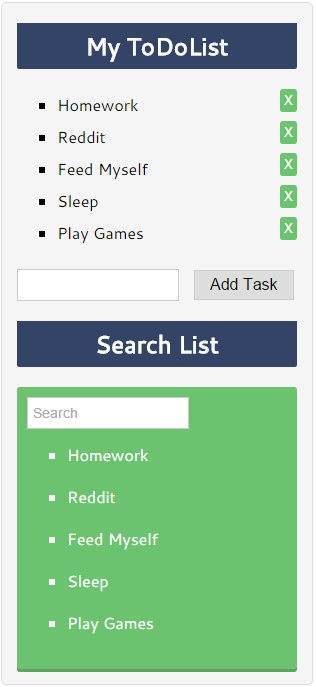 My ToDoList
Homework X
Reddit X
Feed Myself X
Sleep X
Play Games X
Add Task
Search List
Search
Homework
Reddit
Feed Myself
Sleep
Play Games